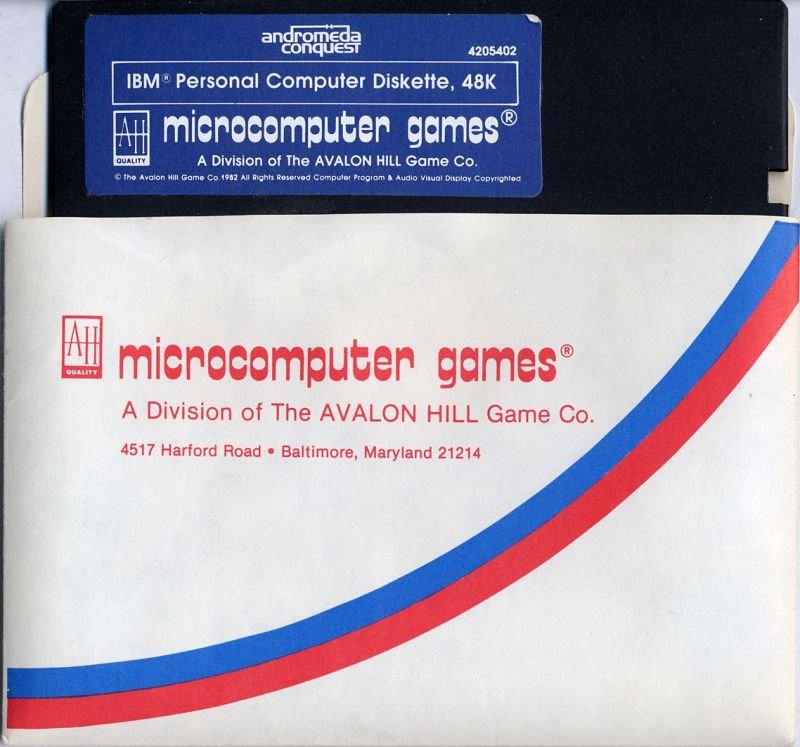 andromeda
conquest
4205402
IBM® Personal Computer Diskette, 48K
AH
QUALITY
microcomputer games®
A Division of The AVALON HILL Game Co.
© The Avalon Hill Game Co. 1982 All Rights Reserved Computer Program & Audio Visual Display Copyrighted
AH
QUALITY
microcomputer games®
A Division of The AVALON HILL Game Co.
4517 Harford Road • Baltimore, Maryland 21214